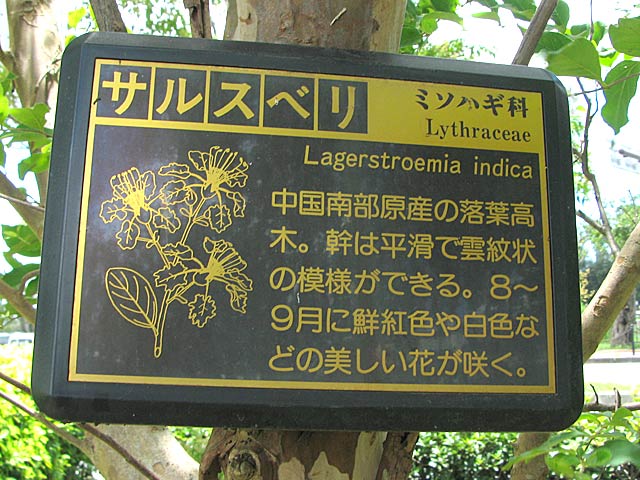 サルスベリ
ミソハギ科
Lythraceae
Lagerstroemia indica
中国南部原産の落葉高
木。幹は平滑で雲紋状
の模様ができる。8～
9月に鮮紅色や白色な
どの美しい花が咲く。